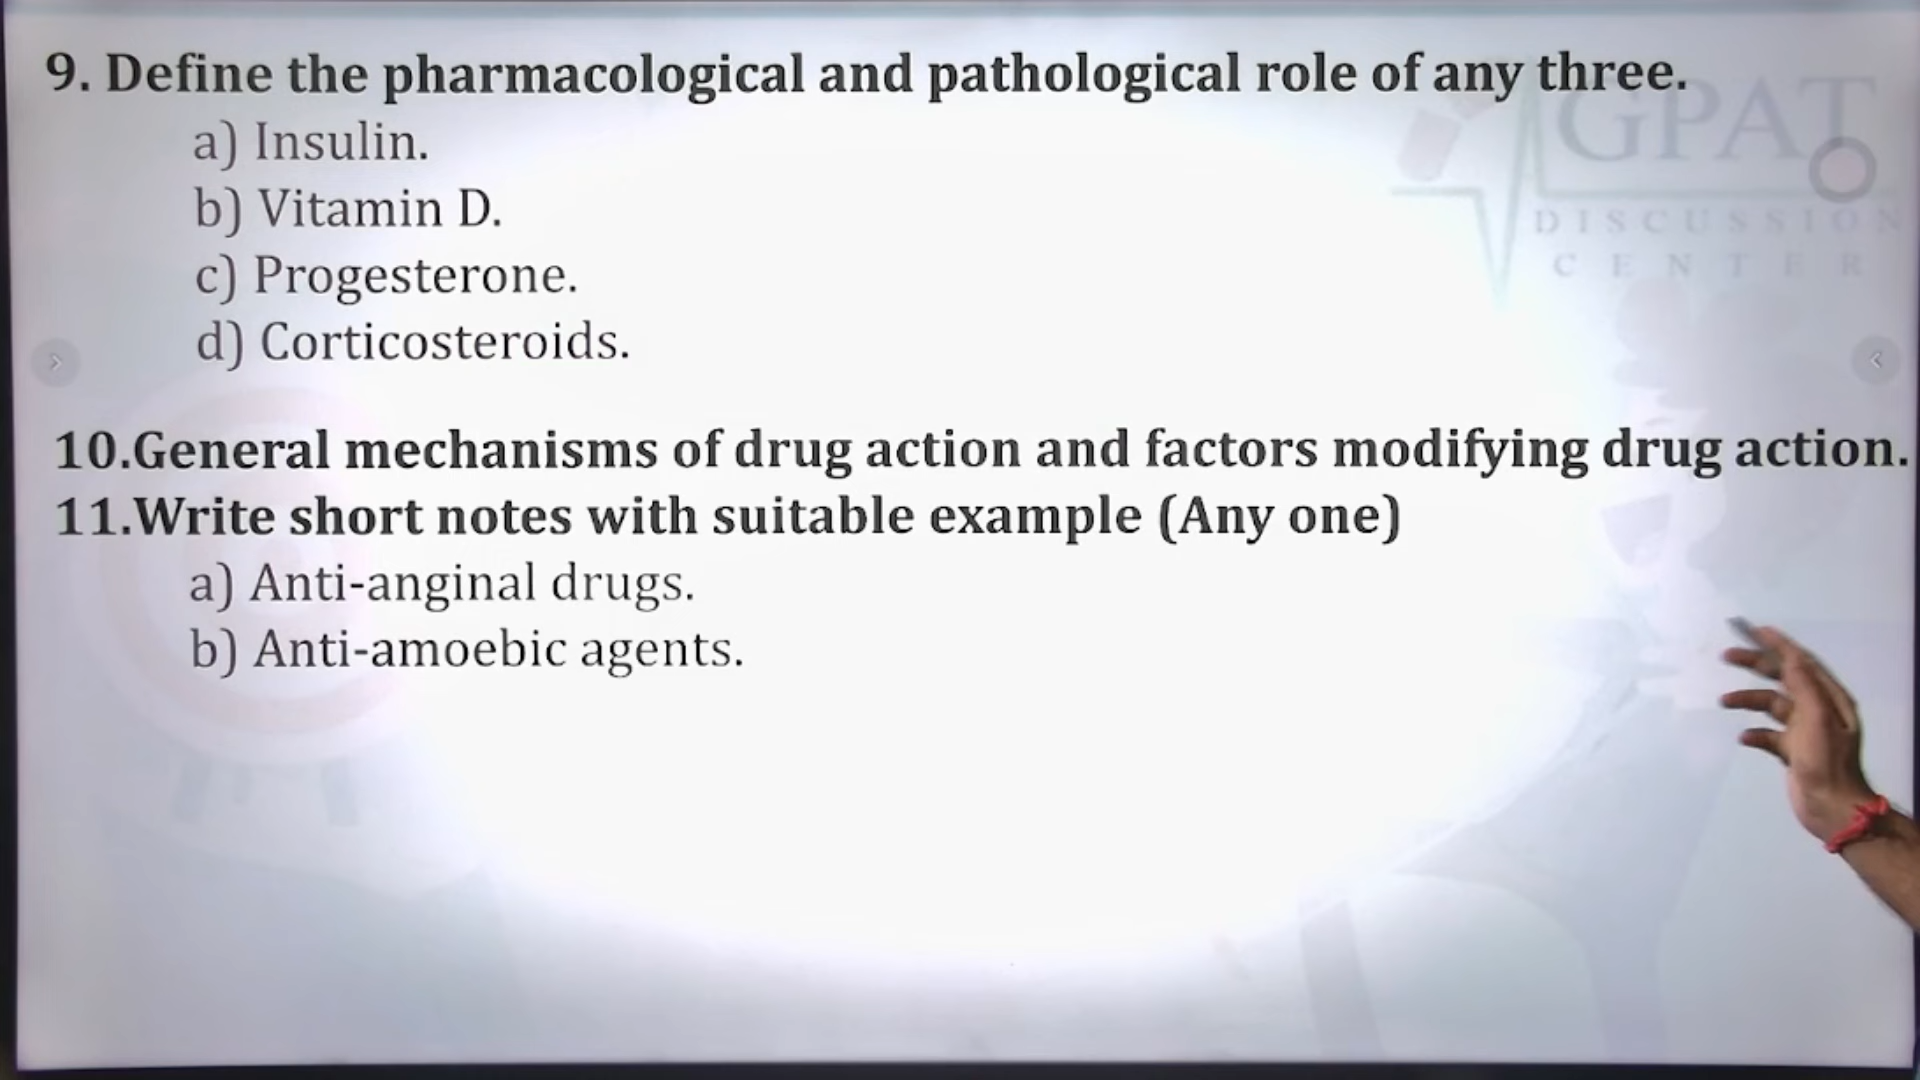 9. Define the pharmacological and pathological role of any three.
a) Insulin.
b) Vitamin D.
c) Progesterone.
d) Corticosteroids.
10.General mechanisms of drug action and factors modifying drug action.
11.Write short notes with suitable example (Any one)
a) Anti-anginal drugs.
b) Anti-amoebic agents.
GPAT
DISCUSSION
CENTER